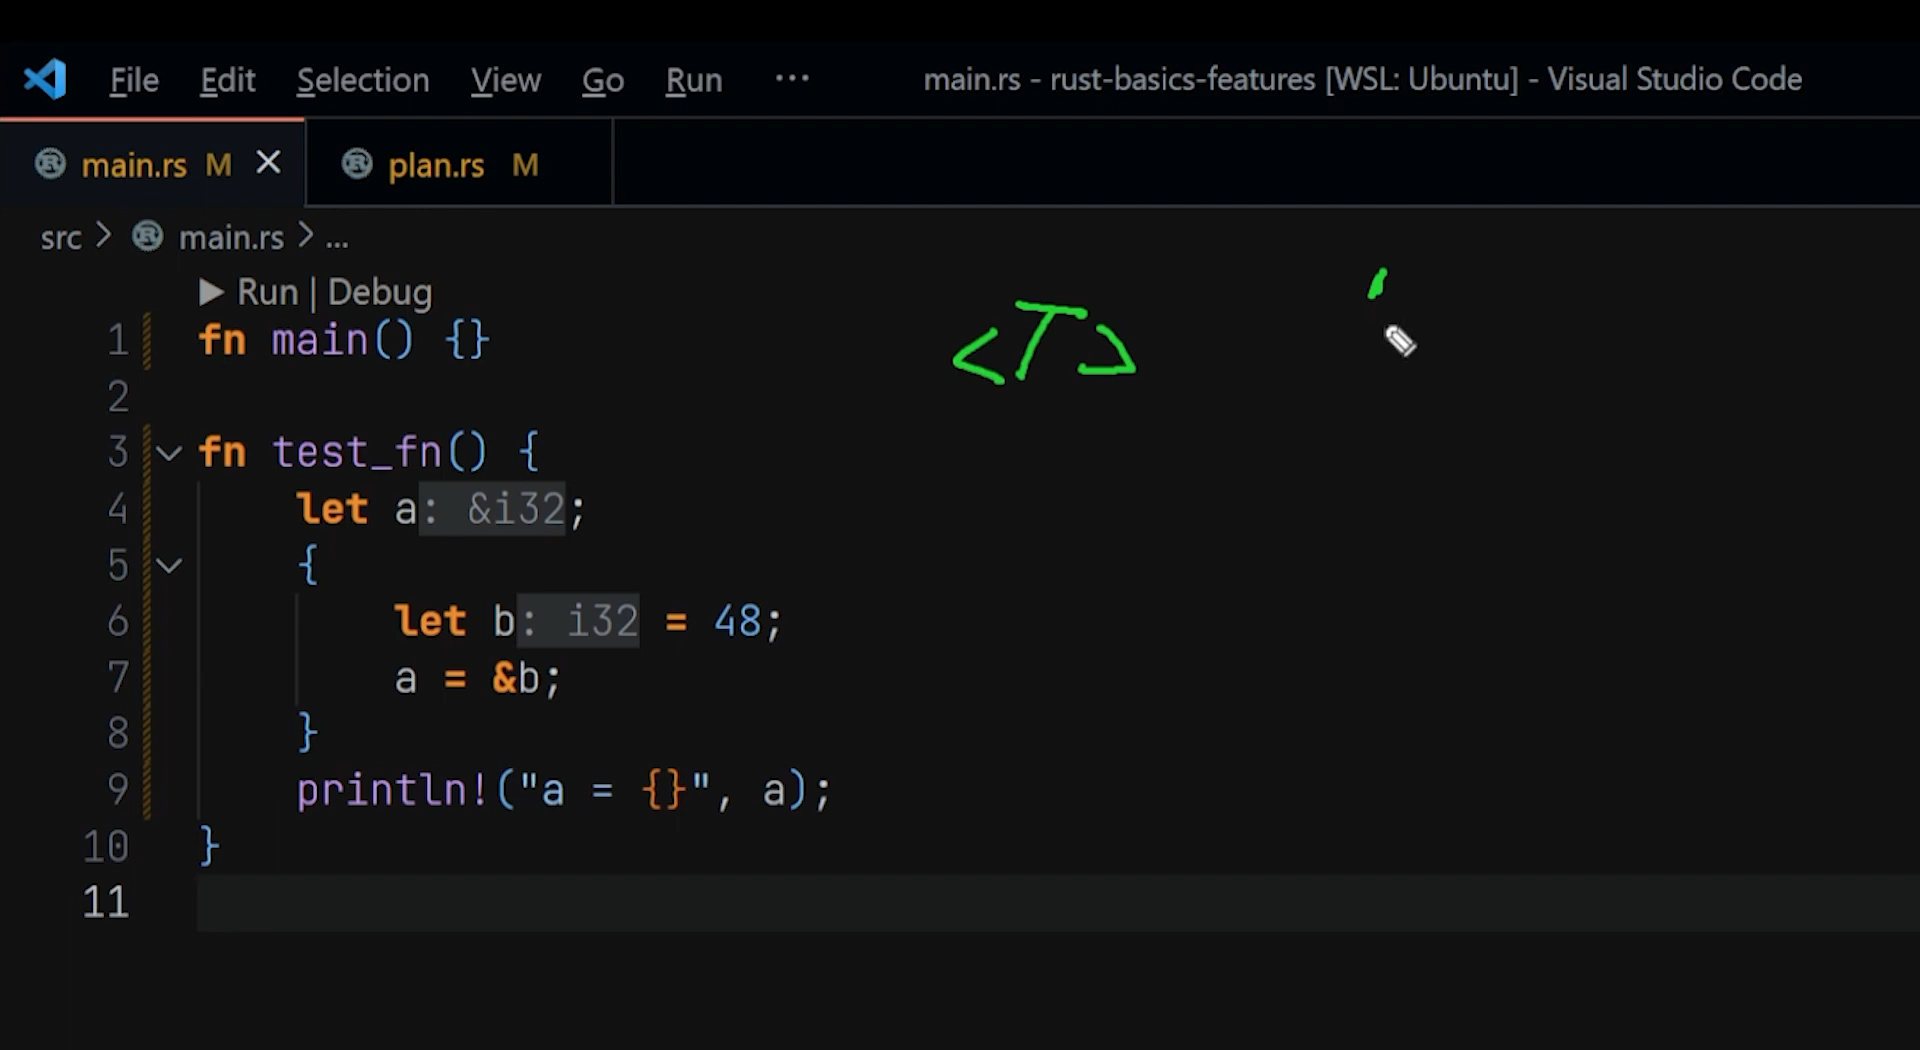 File Edit Selection View Go Run ··· main.rs - rust-basics-features [WSL: Ubuntu] - Visual Studio Code
main.rs M × plan.rs M
src > main.rs > ...
Run | Debug
1 fn main() {}
<T>
2
3 fn test_fn() {
4 let a: &i32;
5 {
6 let b: i32 = 48;
7 a = &b;
8 }
9 println!("a = {}", a);
10 }
11